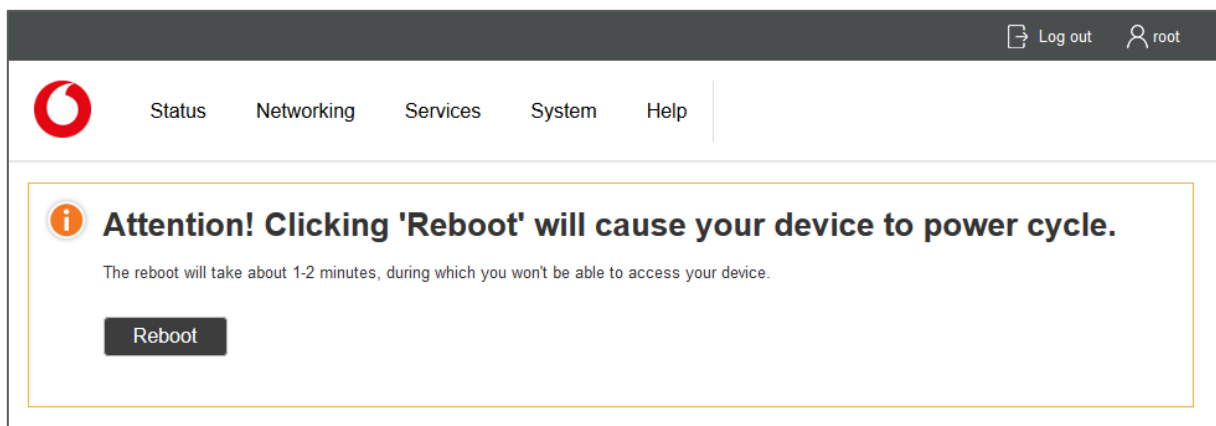 Log out root
Status Networking Services System Help
Attention! Clicking 'Reboot' will cause your device to power cycle.
The reboot will take about 1-2 minutes, during which you won't be able to access your device.
Reboot